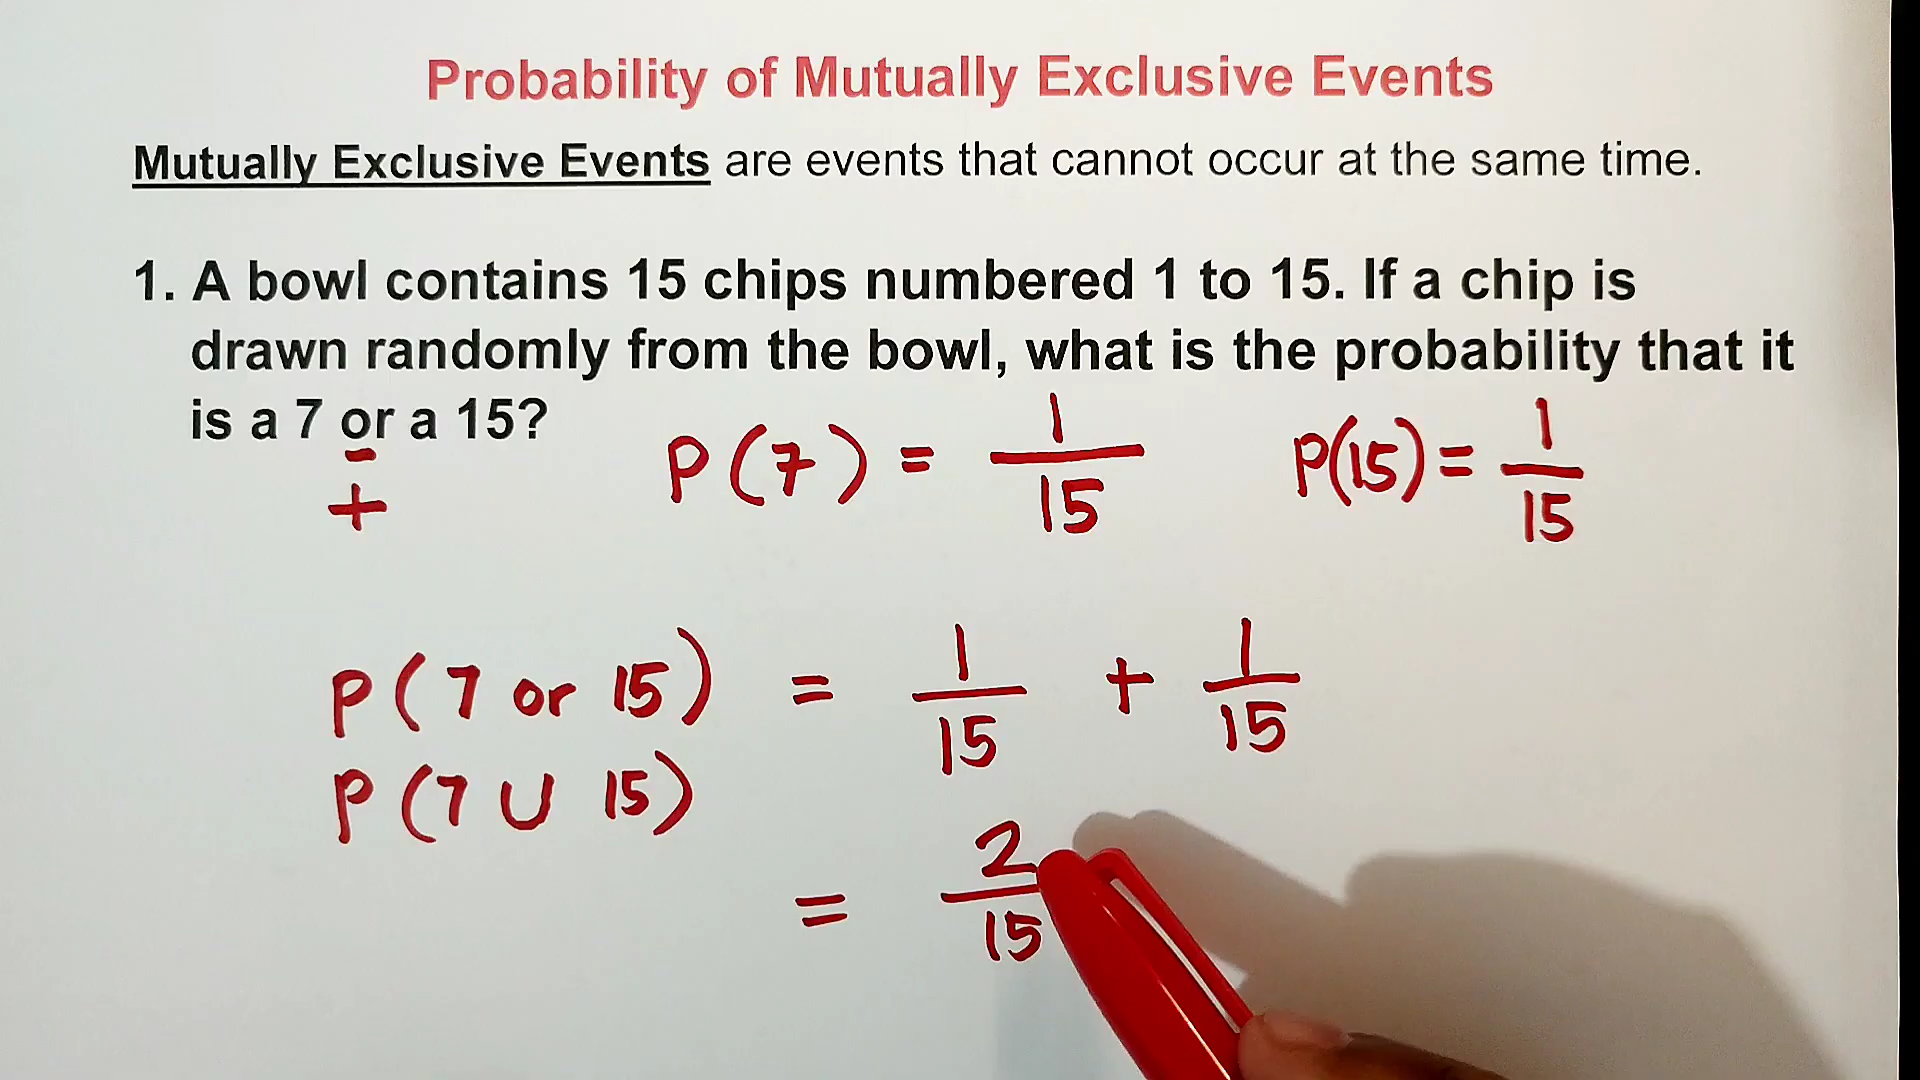 Probability of Mutually Exclusive Events
Mutually Exclusive Events are events that cannot occur at the same time.
1. A bowl contains 15 chips numbered 1 to 15. If a chip is
drawn randomly from the bowl, what is the probability that it
is a 7 or a 15?
+
P(7) = 1/15
P(15) = 1/15
P(7 or 15) = 1/15 + 1/15
P(7 ∪ 15)
= 2/15